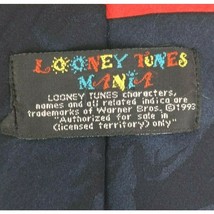 LOONEY TUNES
MANIA
LOONEY TUNES characters,
names and all related indica are
trademarks of Warner Bros. ©1993
"Authorized for sale in
(licensed territory) only"